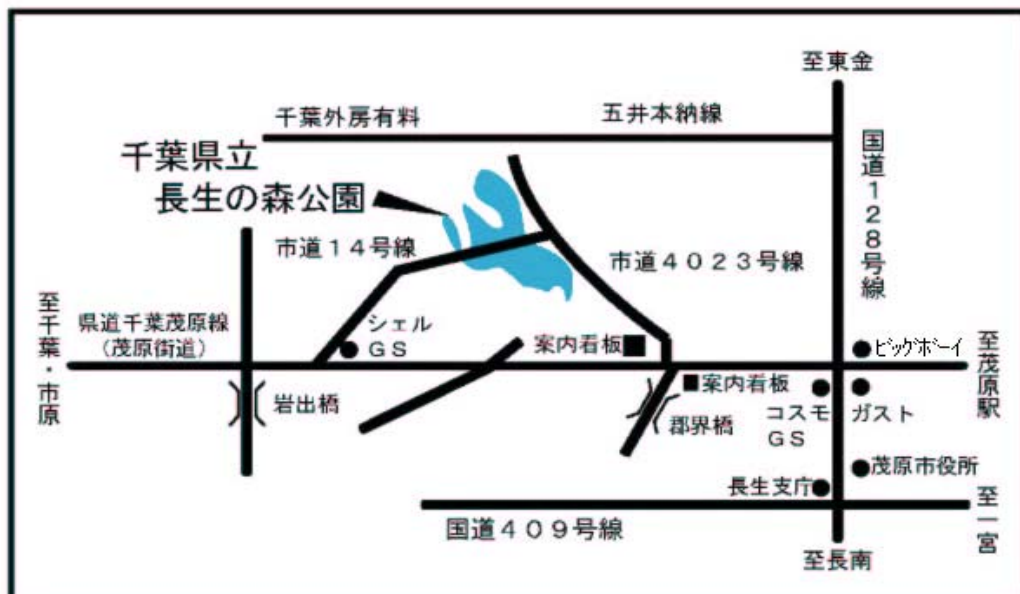 至東金
千葉外房有料
五井本納線
国道128号線
千葉県立
長生の森公園
市道14号線
市道4023号線
至千葉・市原
県道千葉茂原線
(茂原街道)
シェル
GS
案内看板
ビッグボーイ
至茂原駅
岩出橋
案内看板
郡界橋
コスモ
GS
ガスト
茂原市役所
長生支庁
国道409号線
至一宮
至長南